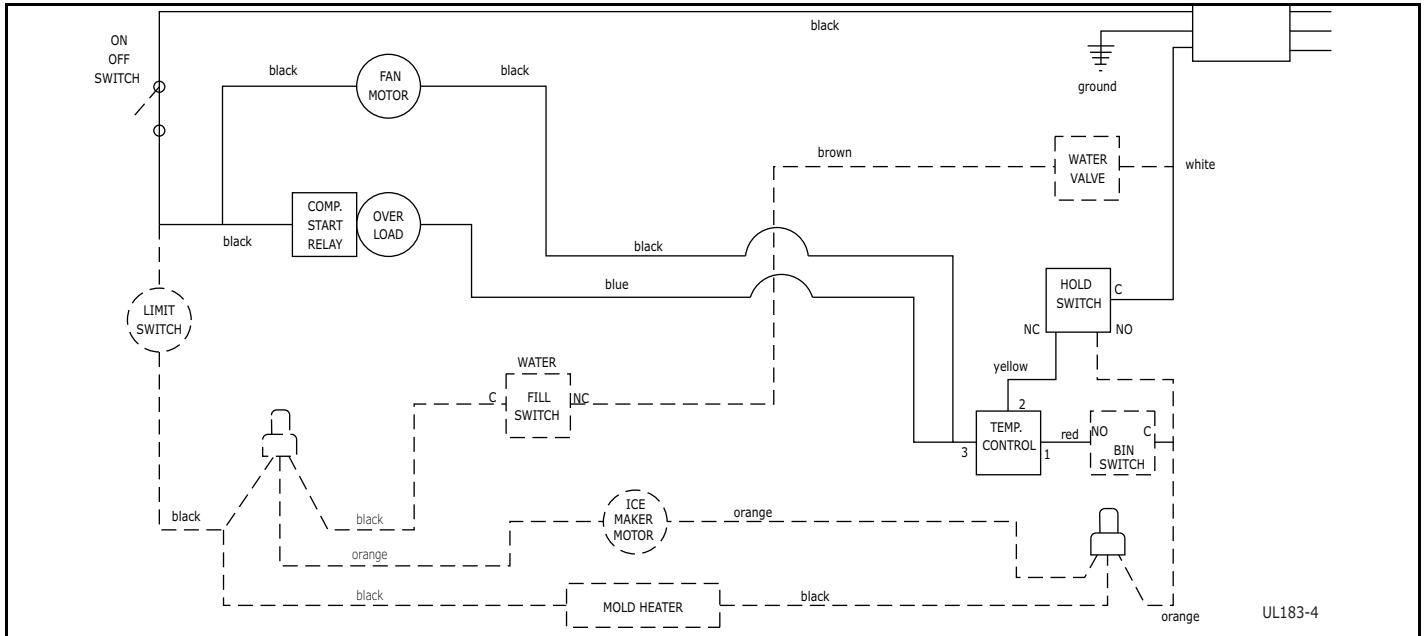 black
ON
OFF
SWITCH
black
FAN
MOTOR
black
ground
brown
WATER
VALVE
white
COMP.
START
RELAY
OVER
LOAD
black
black
blue
HOLD
SWITCH
C
NC
NO
LIMIT
SWITCH
WATER
C
FILL
SWITCH
NC
yellow
2
TEMP.
CONTROL
3
1
red
NO
C
BIN
SWITCH
black
black
orange
ICE
MAKER
MOTOR
orange
black
MOLD HEATER
black
orange
UL183-4